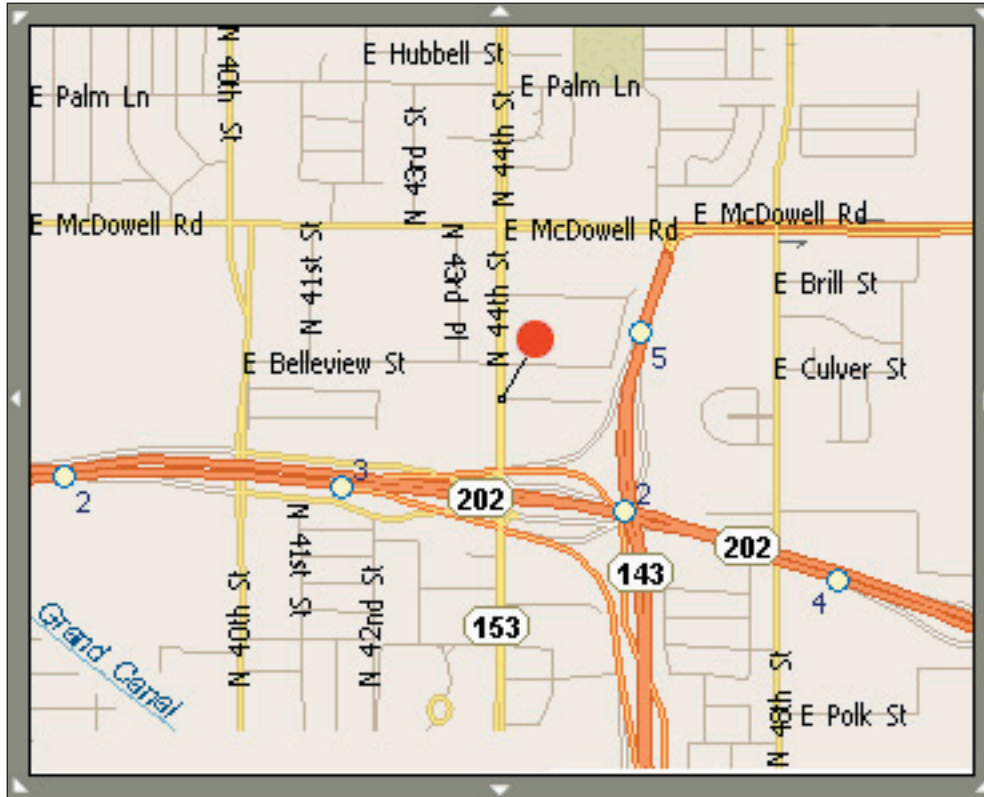 N 40th St
E Hubbell St
E Palm Ln
E Palm Ln
N 43rd St
N 44th St
E McDowell Rd
E McDowell Rd
E McDowell Rd
N 41st St
N 43rd Pl
N 44th St
E Brill St
5
E Belleview St
E Culver St
3
2
202
2
202
N 41st St
143
N 40th St
N 42nd St
4
153
Grand Canal
N 48th St
E Polk St